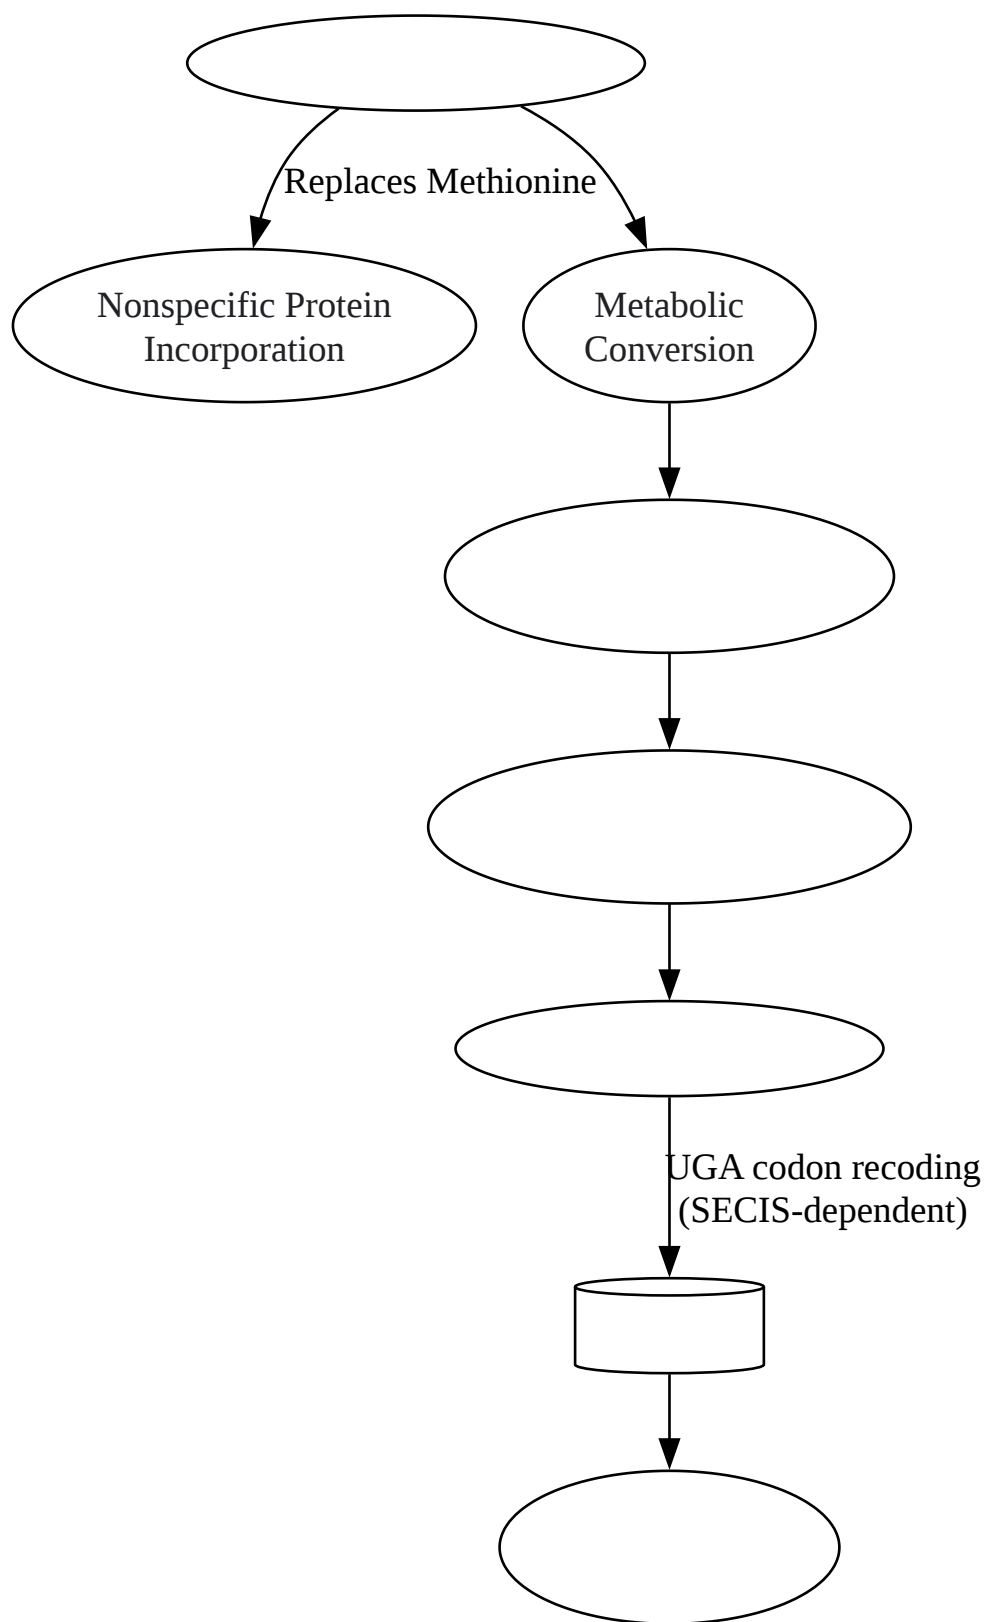 Replaces Methionine
Nonspecific Protein
Incorporation
Metabolic
Conversion
UGA codon recoding
(SECIS-dependent)